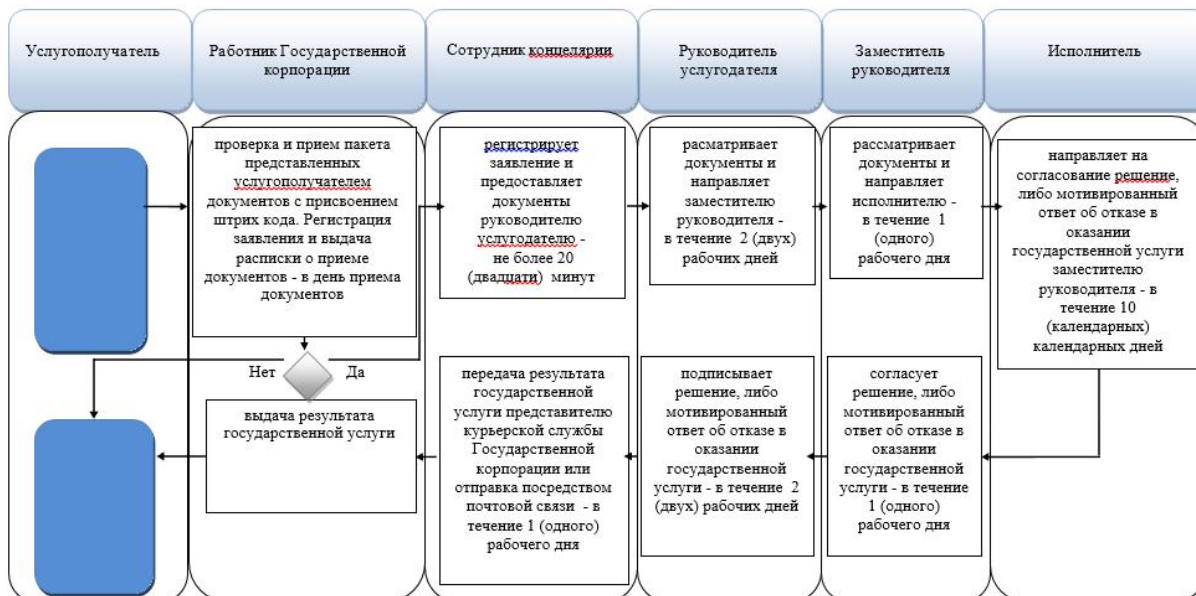 Услугополучатель
Работник Государственной
корпорации
Сотрудник концелярии
Руководитель
услугодателя
Заместитель
руководителя
Исполнитель
проверка и прием пакета
представленных
услугополучателем
документов с присвоением
штрих кода. Регистрация
заявления и выдача
расписки о приеме
документов - в день приема
документов
регистрирует
заявление и
предоставляет
документы
руководителю
услугодателю -
не более 20
(двадцати) минут
расматривает
документы и
направляет
заместителю
руководителя -
в течение 2 (двух)
рабочих дней
рассматривает
документы и
направляет
исполнителю -
в течение 1
(одного)
рабочего дня
направляет на
согласование решение,
либо мотивированный
ответ об отказе в
оказании
государственной услуги
заместителю
руководителя - в
течение 10
(календарных)
календарных дней
Нет
Да
выдача результата
государственной услуги
передача результата
государственной
услуги представителю
курьерской службы
Государственной
корпорации или
отправка посредством
почтовой связи - в
течение 1 (одного)
рабочего дня
подписывает
решение, либо
мотивированный
ответ об отказе в
оказании
государственной
услуги - в течение 2
(двух) рабочих дней
согласует
решение, либо
мотивированный
ответ об отказе в
оказании
государственной
услуги - в течение
1 (одного)
рабочего дня